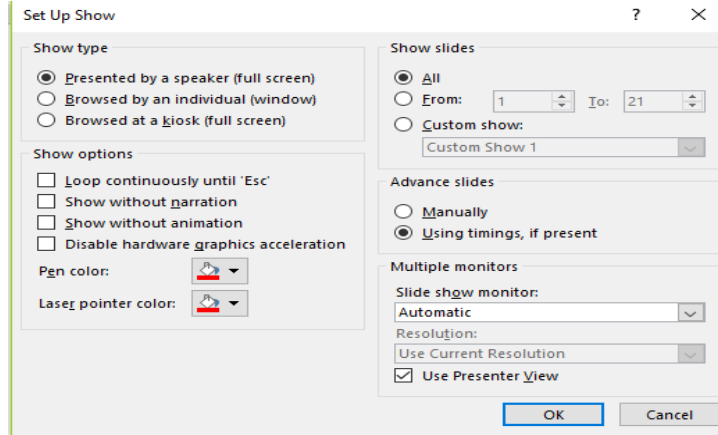 Set Up Show
Show type
Presented by a speaker (full screen)
Browsed by an individual (window)
Browsed at a kiosk (full screen)
Show options
Loop continuously until 'Esc'
Show without narration
Show without animation
Disable hardware graphics acceleration
Pen color:
Laser pointer color:
Show slides
All
From: 1 To: 21
Custom show:
Custom Show 1
Advance slides
Manually
Using timings, if present
Multiple monitors
Slide show monitor:
Automatic
Resolution:
Use Current Resolution
Use Presenter View
OK Cancel